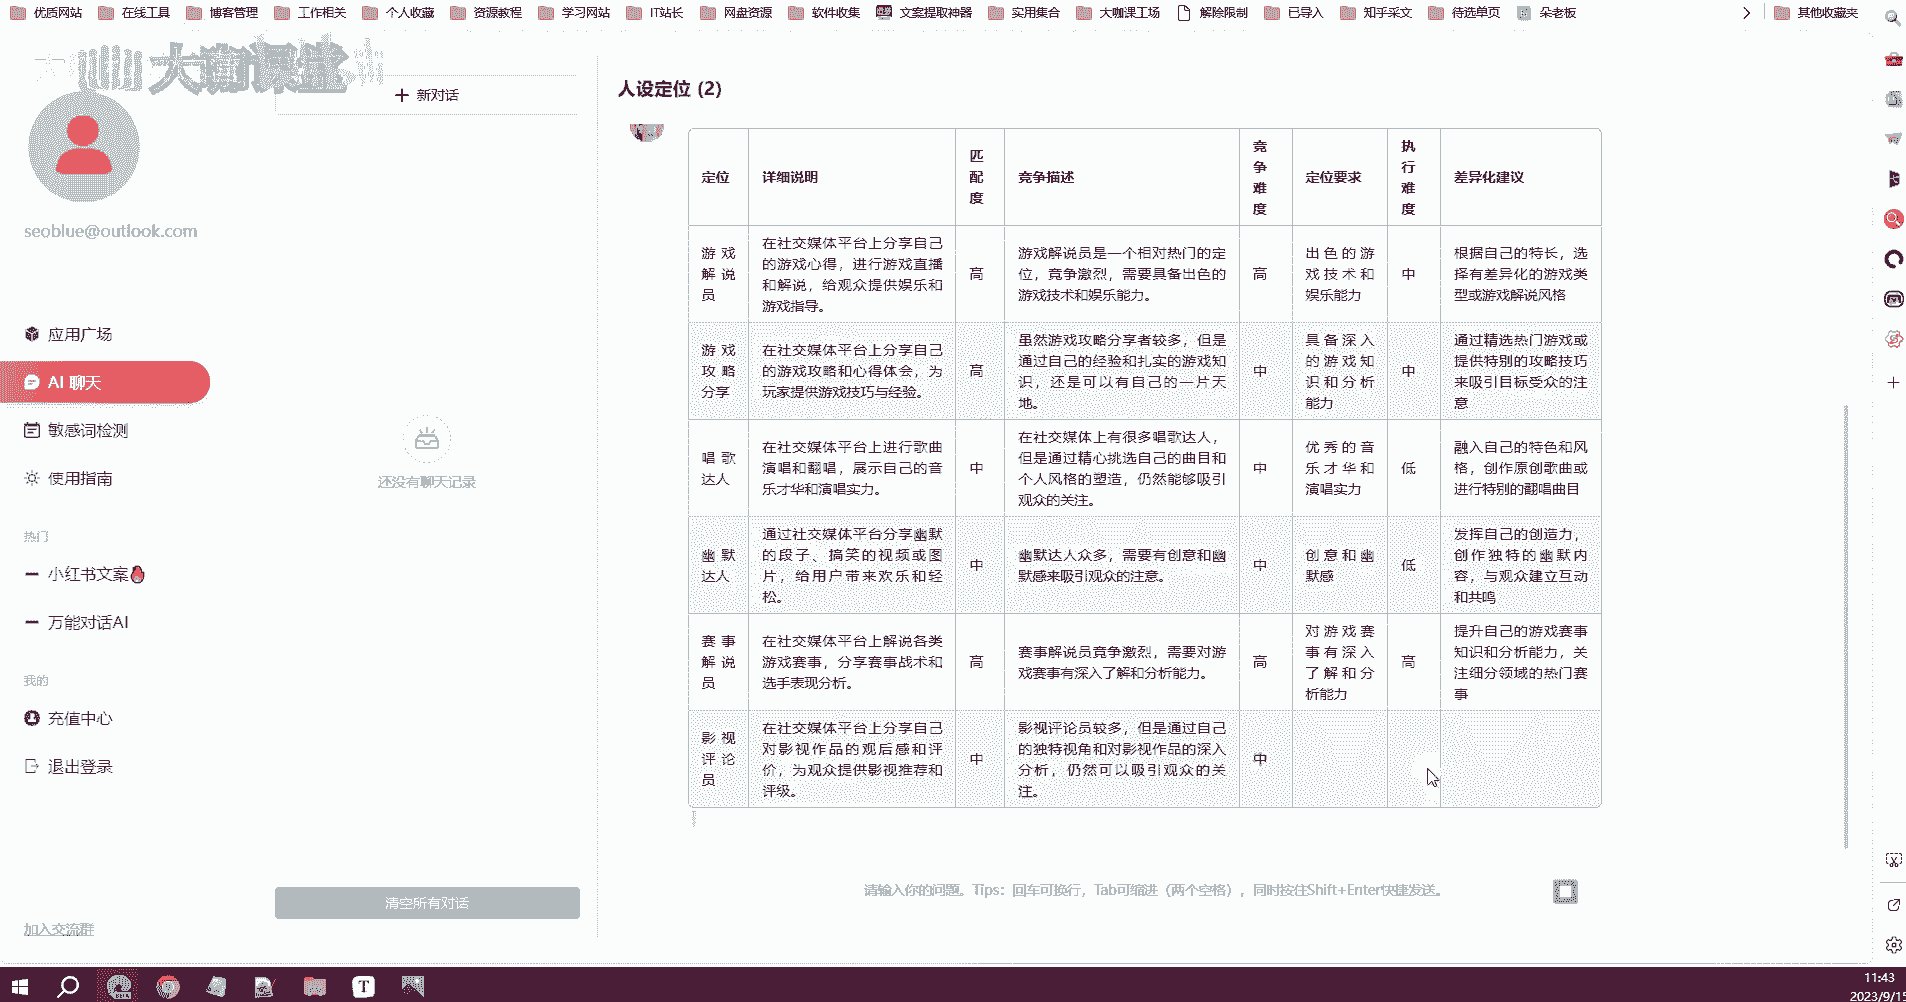 优质网站 在线工具 博客管理 工作相关 个人收藏 资源教程 学习网站 IT站长 网盘资源 软件收集 文案提取神器 实用集合 大咖课工场 解除限制 已导入 知乎采文 待选单页 朵老板 其他收藏夹
大咖课堂
seoblue@outlook.com
应用广场
AI 聊天
敏感词检测
使用指南
热门
小红书文案
万能对话AI
我的
充值中心
退出登录
加入交流群
新对话
还没有聊天记录
清空所有对话
人设定位 (2)
定位 详细说明 匹配度 竞争描述 竞争难度 定位要求 执行难度 差异化建议
游戏解说员
在社交媒体平台上分享自己
的游戏心得，进行游戏直播
和解说，给观众提供娱乐和
游戏指导。
高
游戏解说员是一个相对热门的定
位，竞争激烈，需要具备出色的
游戏技术和娱乐能力。
高
出色的游
戏技术和
娱乐能力
中
根据自己的特长，选
择有差异化的游戏类
型或游戏解说风格
游戏攻略分享
在社交媒体平台上分享自己
的游戏攻略和心得体会，为
玩家提供游戏技巧与经验。
高
虽然游戏攻略分享者较多，但是
通过自己的经验和扎实的游戏知
识，还是可以有自己的一片天
地。
中
具备深入
的游戏知
识和分析
能力
中
通过精选热门游戏或
提供特别的攻略技巧
来吸引目标受众的注
意
唱歌达人
在社交媒体平台上进行歌曲
演唱和翻唱，展示自己的音
乐才华和演唱实力。
中
在社交媒体上有很多唱歌达人，
但是通过精心挑选自己的曲目和
个人风格的塑造，仍然能够吸引
观众的关注。
中
优秀的音
乐才华和
演唱实力
低
融入自己的特色和风
格，创作原创歌曲或
进行特别的翻唱曲目
幽默达人
通过社交媒体平台分享幽默
的段子、搞笑的视频或图
片，给用户带来欢乐和轻
松。
中
幽默达人众多，需要有创意和幽
默感来吸引观众的注意。
中
创意和幽
默感
低
发挥自己的创造力，
创作独特的幽默内
容，与观众建立互动
和共鸣
赛事解说员
在社交媒体平台上解说各类
游戏赛事，分享赛事战术和
选手表现分析。
高
赛事解说员竞争激烈，需要对游
戏赛事有深入了解和分析能力。
高
对游戏赛
事有深入
了解和分
析能力
高
提升自己的游戏赛事
知识和分析能力，关
注细分领域的热门赛
事
影视评论员
在社交媒体平台上分享自己
对影视作品的观后感和评
价，为观众提供影视推荐和
评级。
中
影视评论员较多，但是通过自己
的独特视角和对影视作品的深入
分析，仍然可以吸引观众的关
注。
中
请输入你的问题。Tips：回车可换行，Tab可缩进（两个空格），同时按住Shift+Enter快捷发送。
11:43
2023/9/15